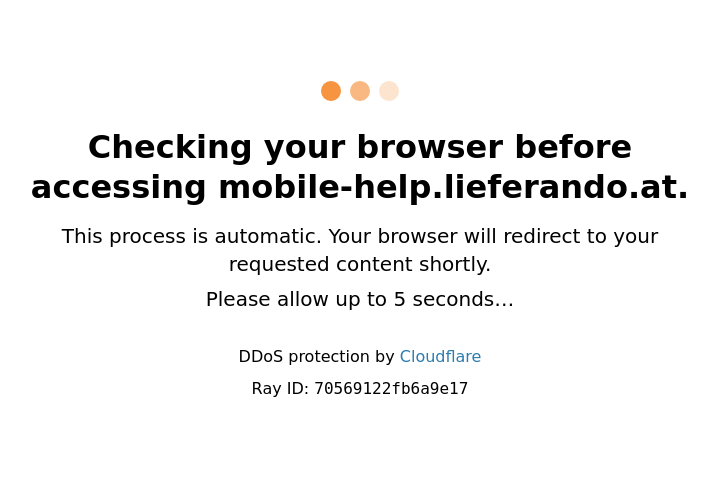 Checking your browser before
accessing mobile-help.lieferando.at.
This process is automatic. Your browser will redirect to your
requested content shortly.
Please allow up to 5 seconds…
DDoS protection by Cloudflare
Ray ID: 70569122fb6a9e17